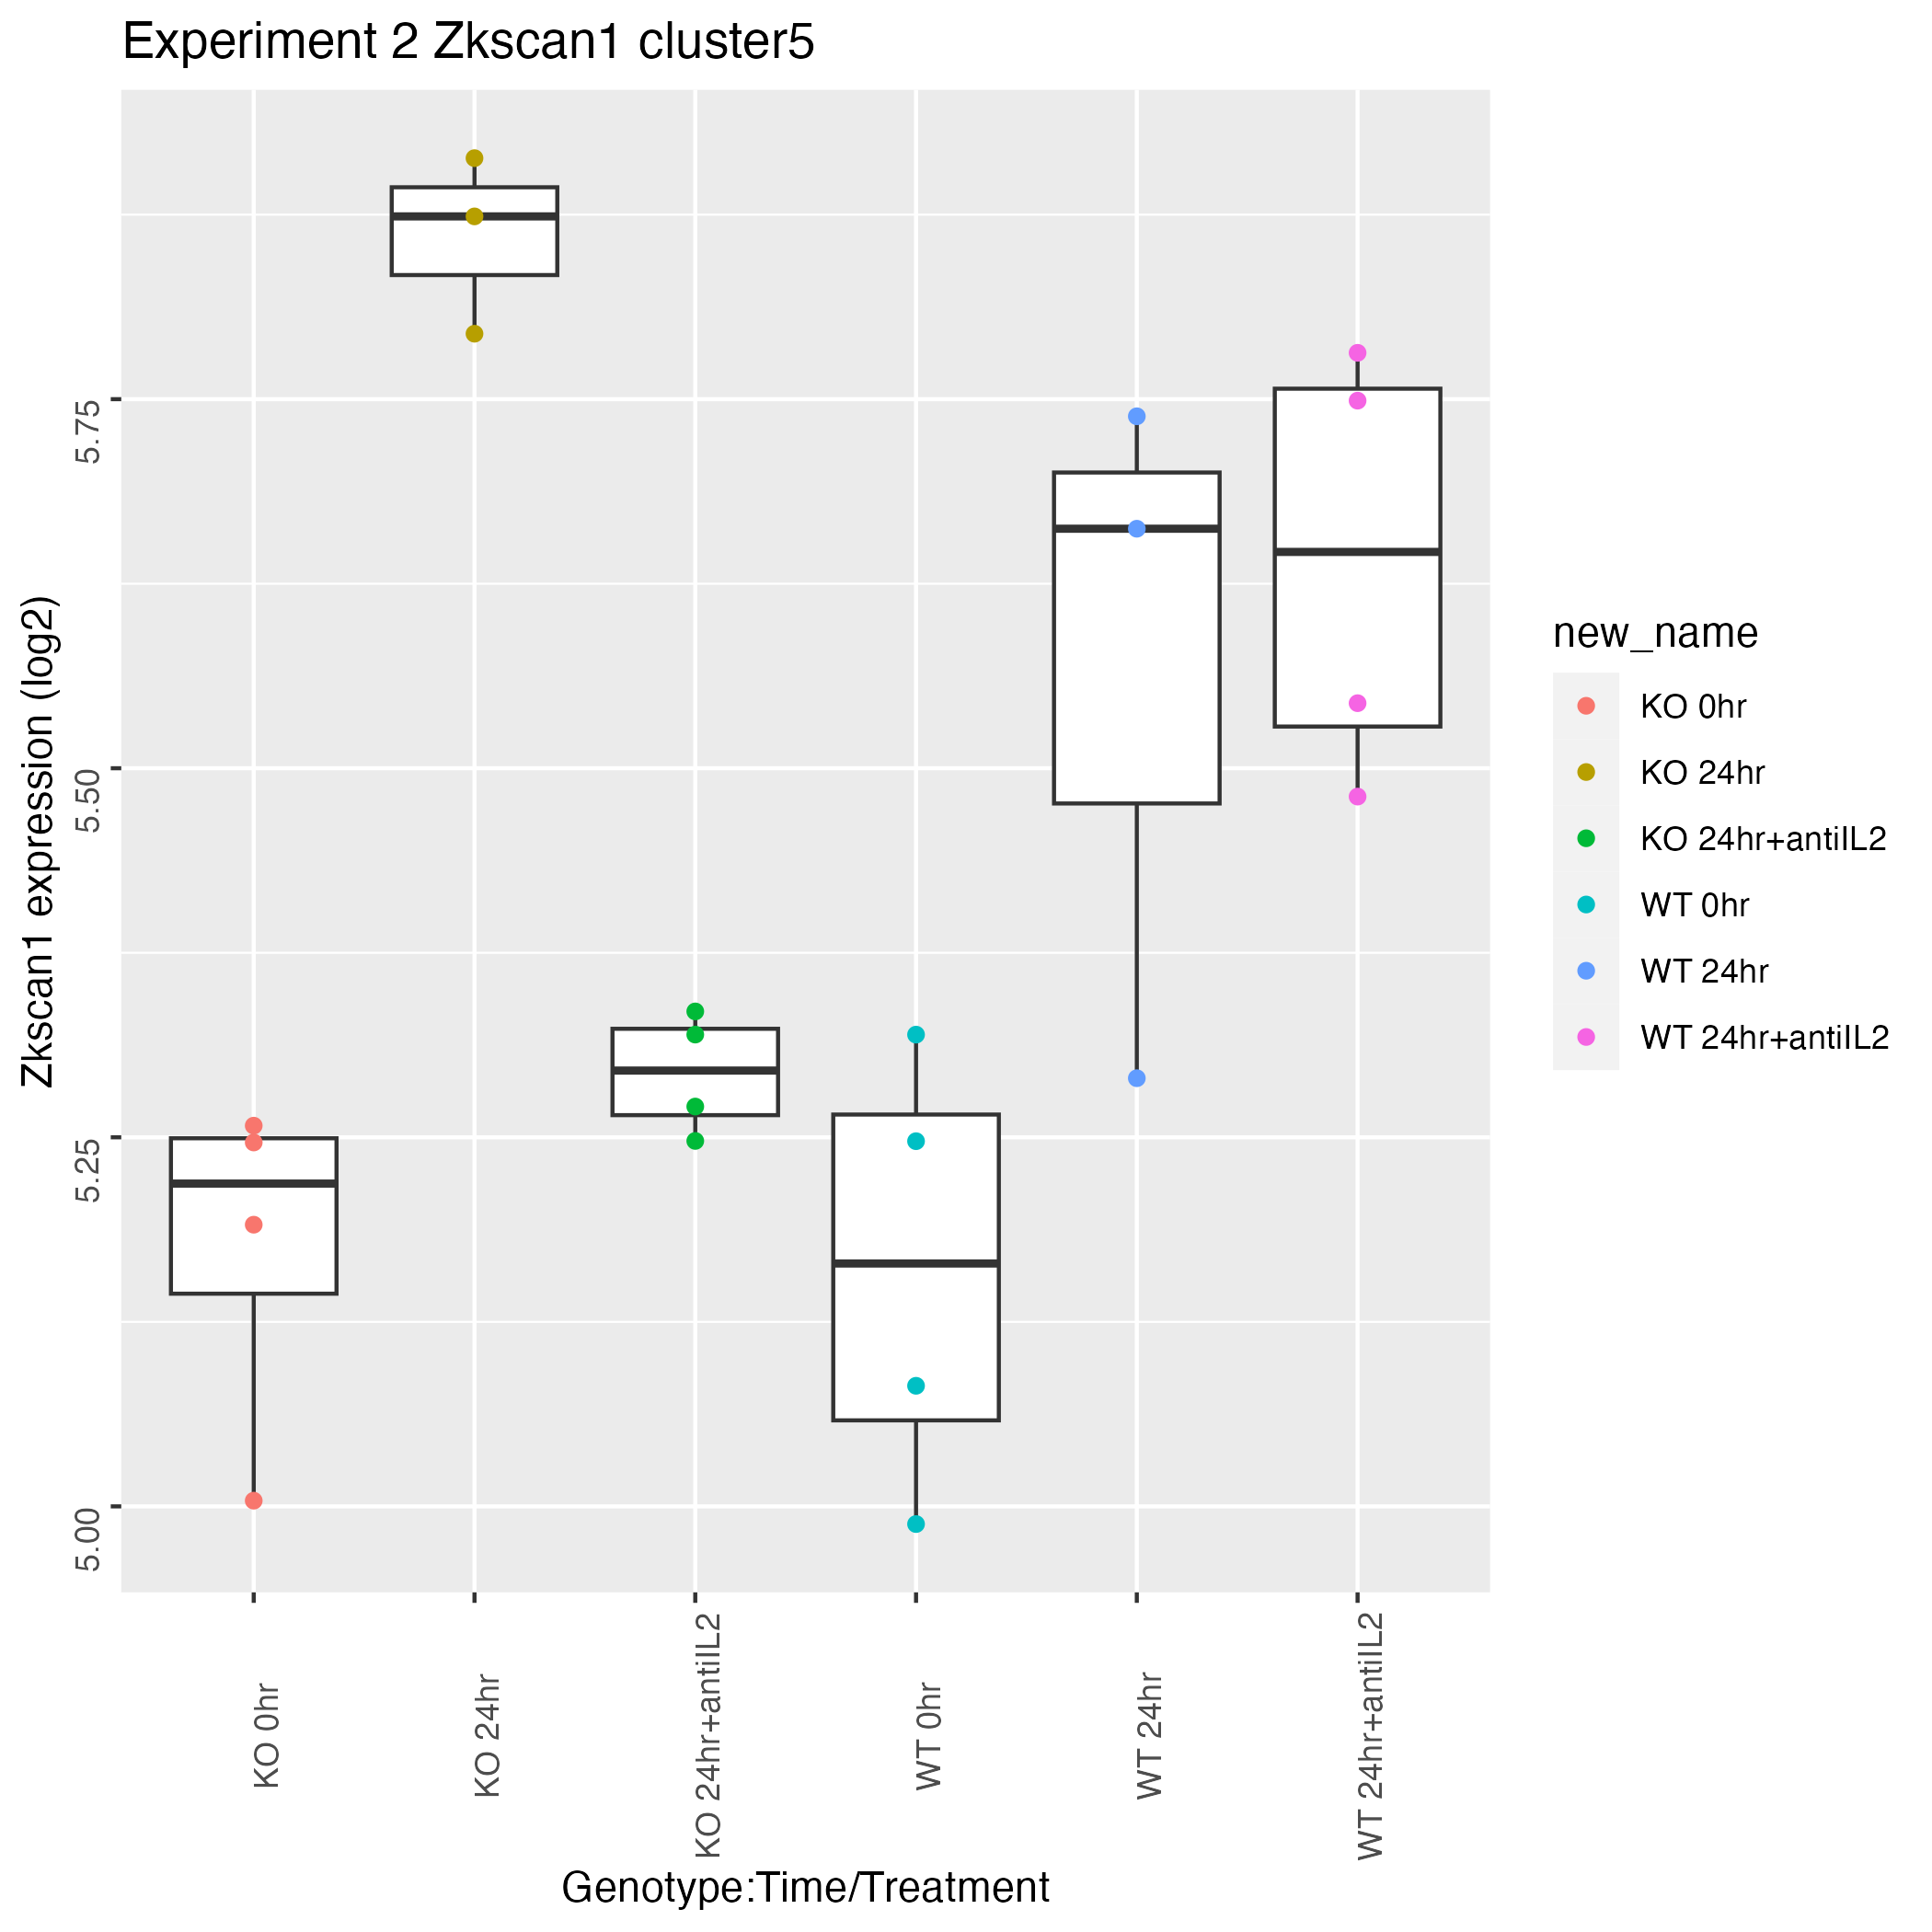 Experiment 2 Zkscan1 cluster5
Zkscan1 expression (log2)
5.75
5.50
5.25
5.00
KO 0hr
KO 24hr
KO 24hr+antiIL2
WT 0hr
WT 24hr
WT 24hr+antiIL2
Genotype:Time/Treatment
new_name
KO 0hr
KO 24hr
KO 24hr+antiIL2
WT 0hr
WT 24hr
WT 24hr+antiIL2